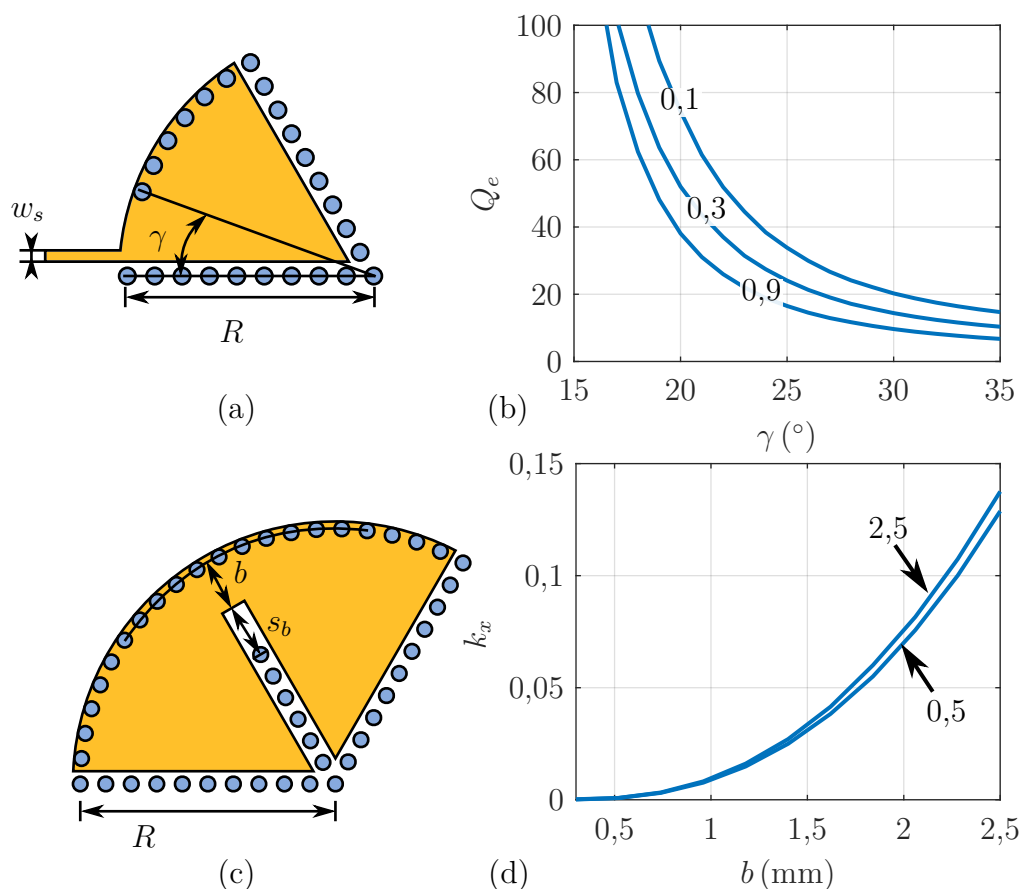 w_s
γ
R
(a)
100
80
60
40
20
0
Q_e
0,1
0,3
0,9
15 20 25 30 35
γ (°)
(b)
b
s_b
R
(c)
0,15
0,1
0,05
0
k_x
2,5
0,5
0,5 1 1,5 2 2,5
b (mm)
(d)